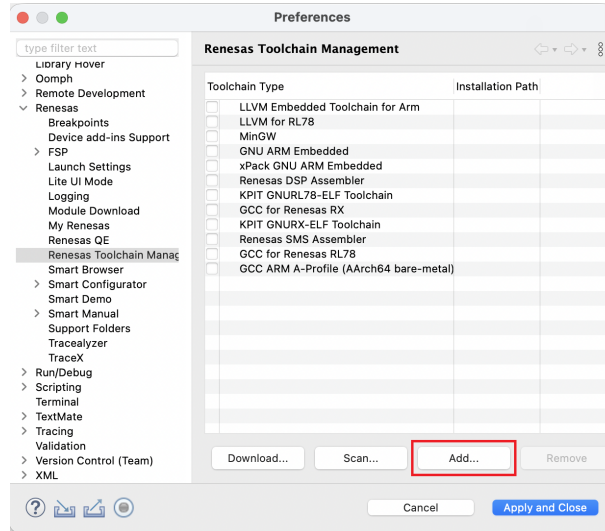 Preferences
type filter text
Library Hover
Oomph
Remote Development
Renesas
Breakpoints
Device add-ins Support
FSP
Launch Settings
Lite UI Mode
Logging
Module Download
My Renesas
Renesas QE
Renesas Toolchain Manag
Smart Browser
Smart Configurator
Smart Demo
Smart Manual
Support Folders
Tracealyzer
TraceX
Run/Debug
Scripting
Terminal
TextMate
Tracing
Validation
Version Control (Team)
XML
Renesas Toolchain Management
Toolchain Type Installation Path
LLVM Embedded Toolchain for Arm
LLVM for RL78
MinGW
GNU ARM Embedded
xPack GNU ARM Embedded
Renesas DSP Assembler
KPIT GNURL78-ELF Toolchain
GCC for Renesas RX
KPIT GNURX-ELF Toolchain
Renesas SMS Assembler
GCC for Renesas RL78
GCC ARM A-Profile (AArch64 bare-metal)
Download... Scan... Add... Remove
? Cancel Apply and Close